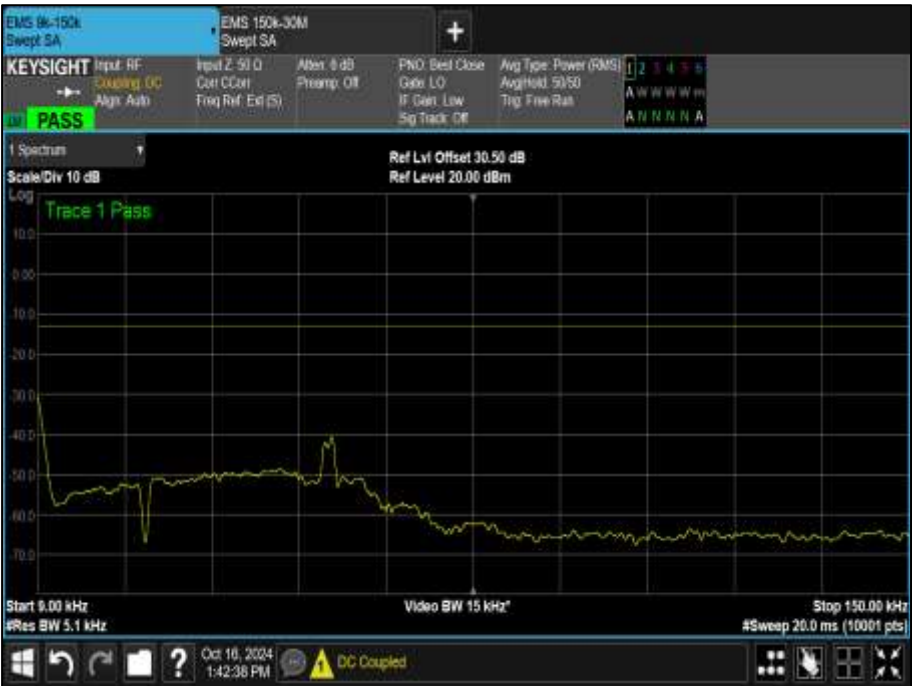 EMS 9k-150k
Swept SA
EMS 150k-30M
Swept SA
+
KEYSIGHT
Input: RF
Coupling: DC
Align: Auto
Input Z: 50 Ω
Corr CCorr
Freq Ref: Ext (S)
Atten: 6 dB
Preamp: Off
PNO: Best Close
Gate: LO
IF Gain: Low
Sig Track: Off
Avg Type: Power (RMS)
Avg|Hold: 50/50
Trig: Free Run
1 2 3 4 5 6
A W W W W
A N N N N A
PASS
1 Spectrum
Scale/Div 10 dB
Ref Lvl Offset 30.50 dB
Ref Level 20.00 dBm
Log
Trace 1 Pass
10.0
0.00
-10.0
-20.0
-30.0
-40.0
-50.0
-60.0
-70.0
Start 9.00 kHz
#Res BW 5.1 kHz
Video BW 15 kHz*
Stop 150.00 kHz
#Sweep 20.0 ms (10001 pts)
?
Oct 16, 2024
1:42:38 PM
DC Coupled